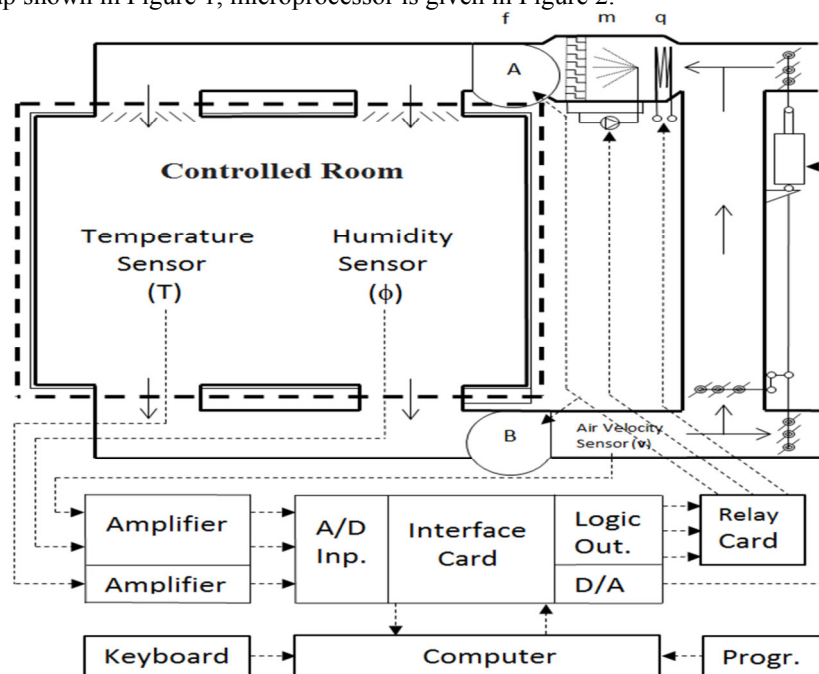 up shown in Figure 1, microprocessor is given in Figure 2.
f m q
A
Controlled Room
Temperature Sensor (T)
Humidity Sensor (ϕ)
B
Air Velocity Sensor (v)
Amplifier
Amplifier
A/D Inp.
Interface Card
Logic Out.
D/A
Relay Card
Keyboard
Computer
Progr.